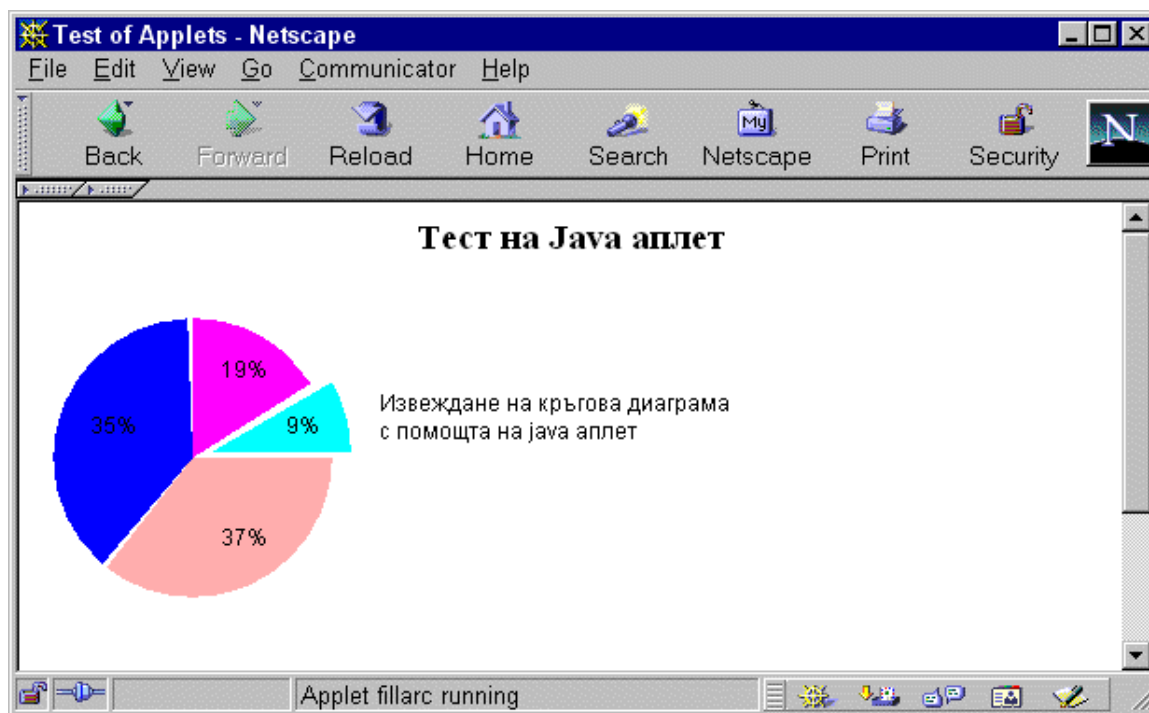 Test of Applets - Netscape
File Edit View Go Communicator Help
My
N
Back Forward Reload Home Search Netscape Print Security
Тест на Java аплет
19%
35%
9%
37%
Извеждане на кръгова диаграма
с помощта на java аплет
Applet fillarc running